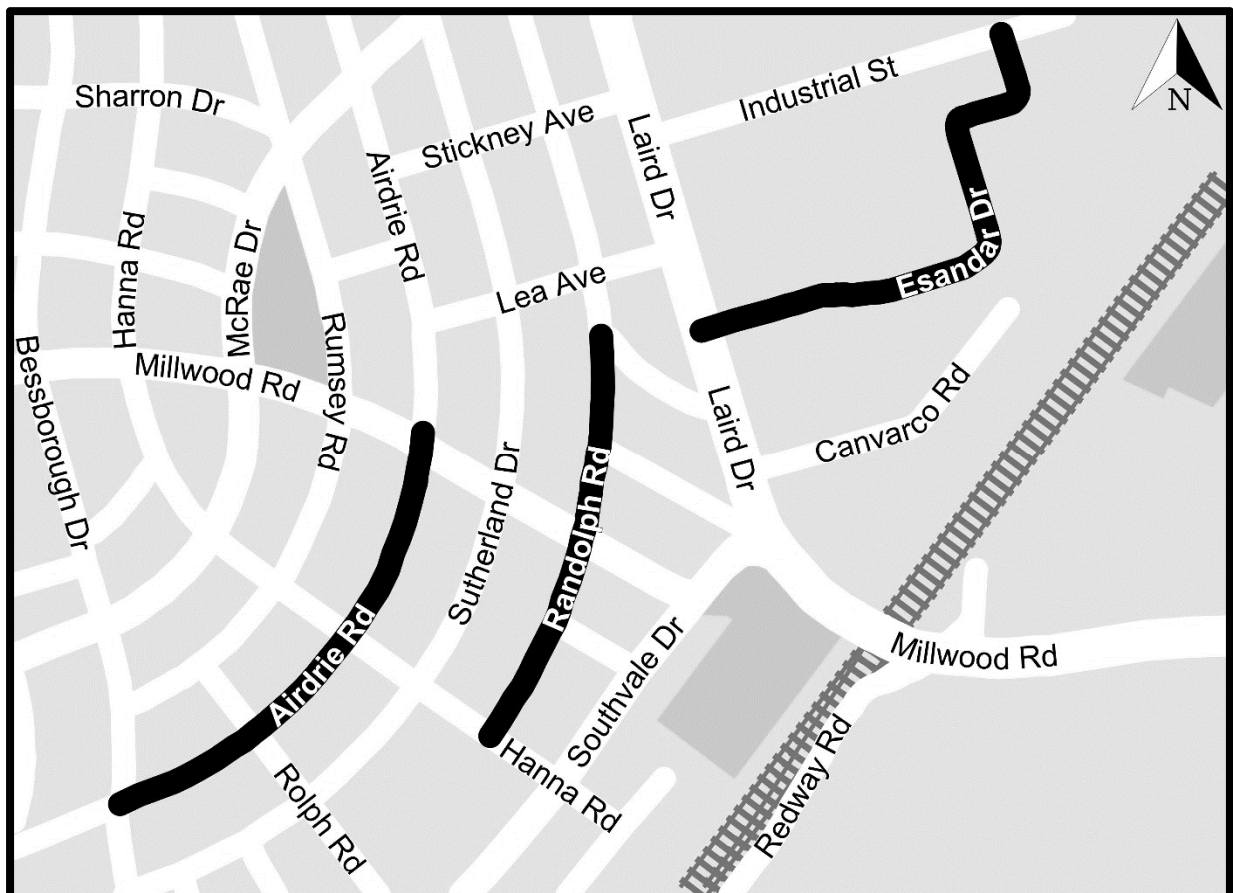 Sharron Dr
Industrial St
N
Stickney Ave
Laird Dr
Airdrie Rd
Hanna Rd
McRae Dr
Esandar Dr
Lea Ave
Rumsey Rd
Bessborough Dr
Millwood Rd
Laird Dr
Canvarco Rd
Sutherland Dr
Randolph Rd
Airdrie Rd
Southvale Dr
Millwood Rd
Hanna Rd
Redway Rd
Rolph Rd